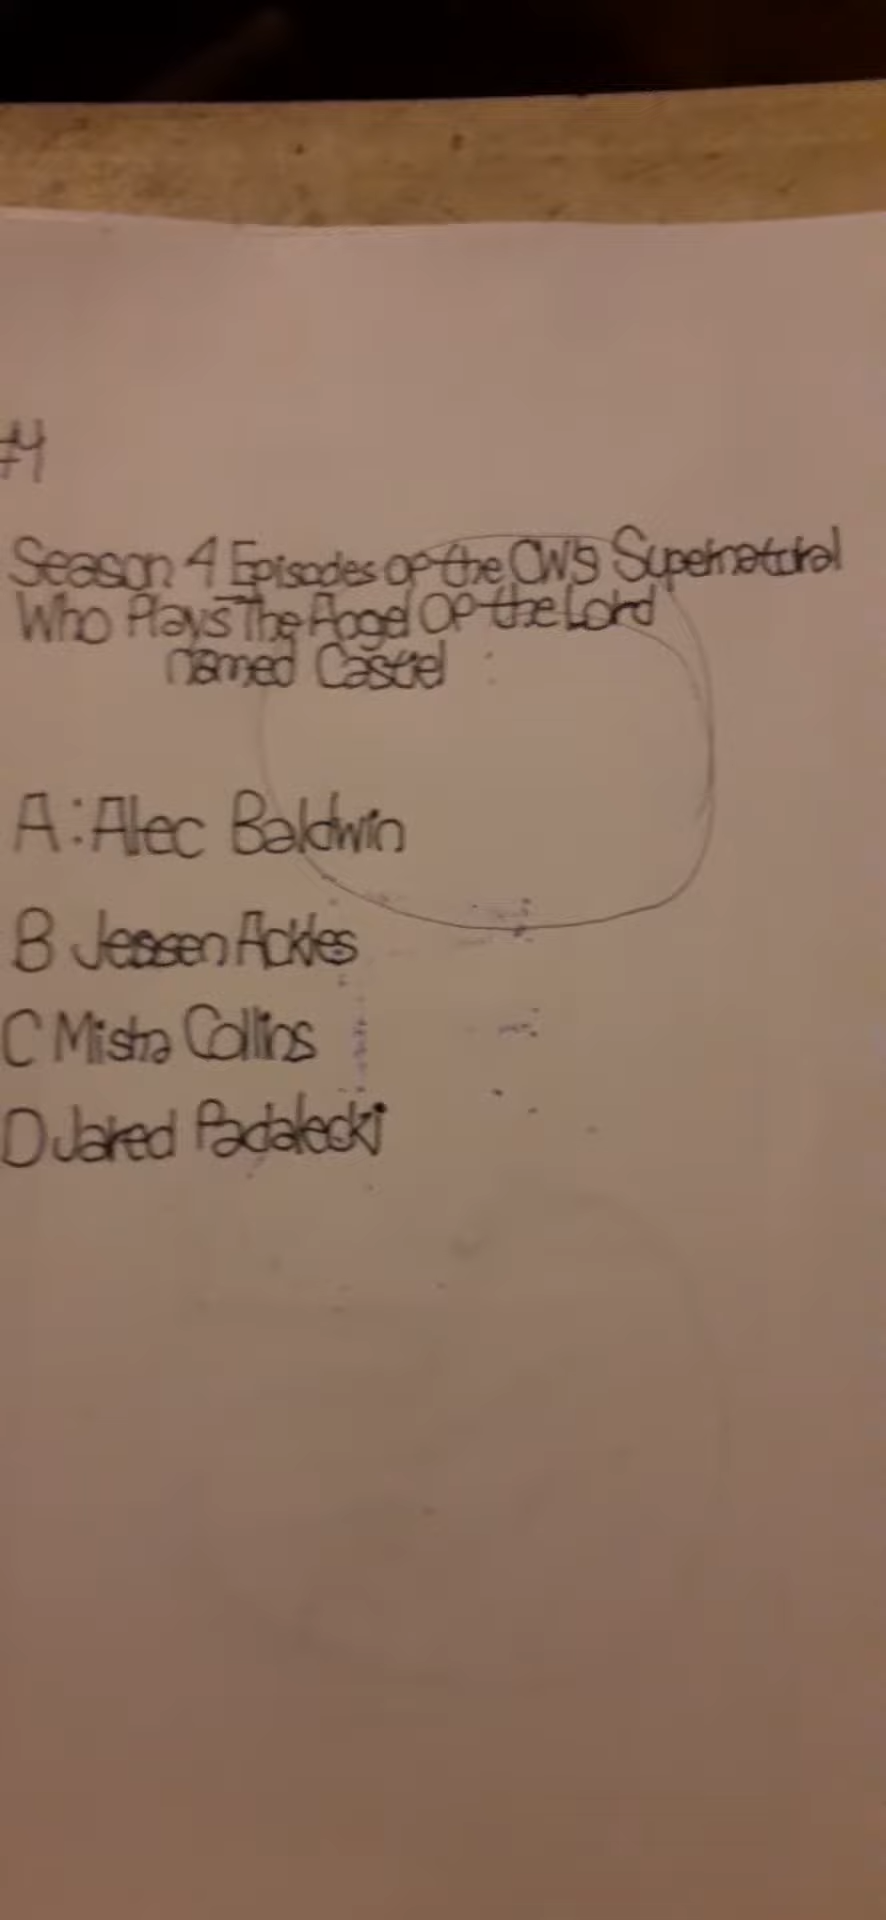 #4
Season 4 Episodes of the CW's Supernatural
Who Plays The Angel Of the Lord
named Castiel
A: Alec Baldwin
B Jessen Ackles
C Misha Collins
D Jared Padalecki